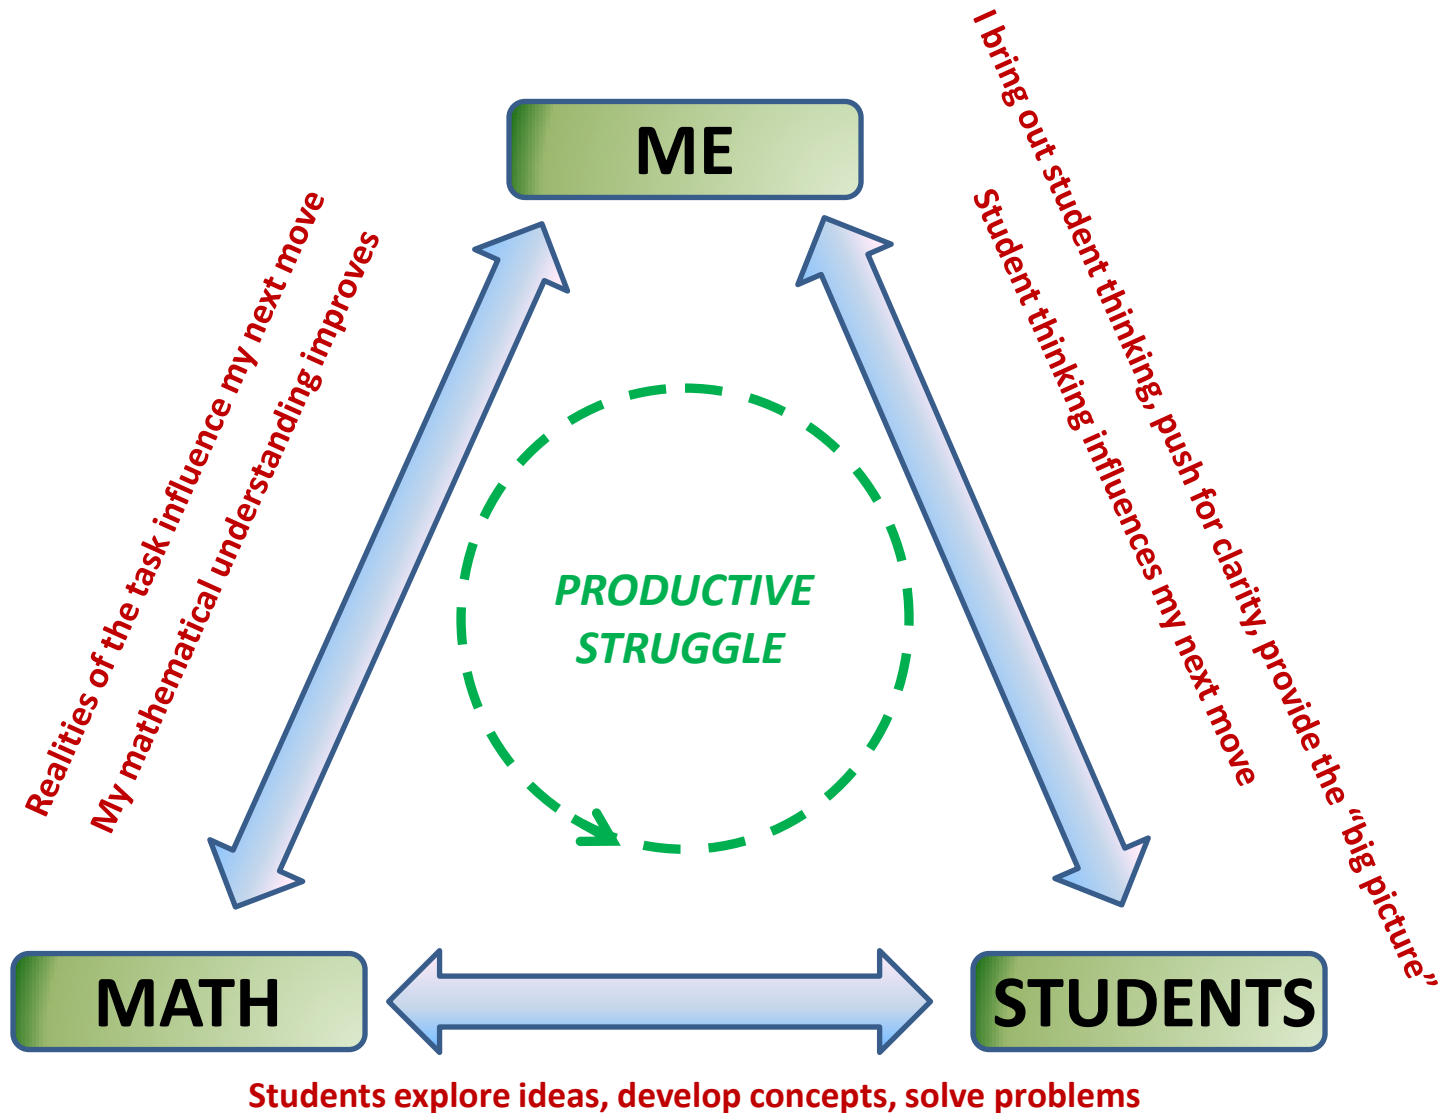 ME
I bring out student thinking, push for clarity, provide the “big picture”
Student thinking influences my next move
Realities of the task influence my next move
My mathematical understanding improves
PRODUCTIVE
STRUGGLE
MATH
STUDENTS
Students explore ideas, develop concepts, solve problems